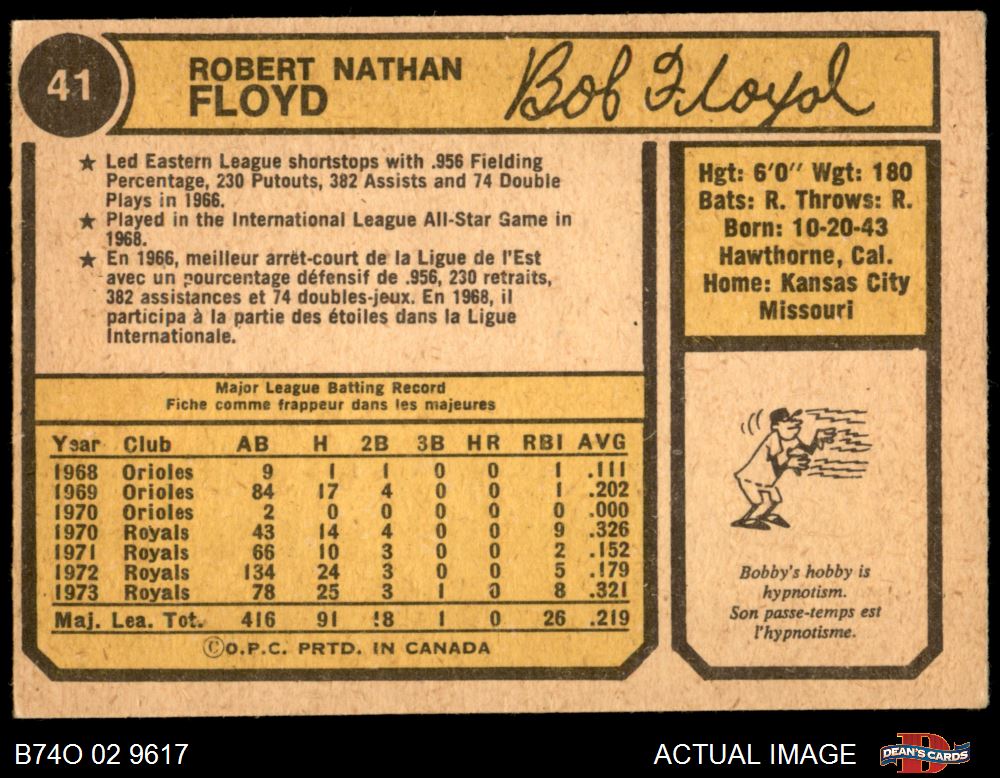 41
ROBERT NATHAN
FLOYD
Bob Floyd
★ Led Eastern League shortstops with .956 Fielding
Percentage, 230 Putouts, 382 Assists and 74 Double
Plays in 1966.
★ Played in the International League All-Star Game in
1968.
★ En 1966, meilleur arrêt-court de la Ligue de l'Est
avec un pourcentage défensif de .956, 230 retraits,
382 assistances et 74 doubles-jeux. En 1968, il
participa à la partie des étoiles dans la Ligue
Internationale.
Hgt: 6'0" Wgt: 180
Bats: R. Throws: R.
Born: 10-20-43
Hawthorne, Cal.
Home: Kansas City
Missouri
Major League Batting Record
Fiche comme frappeur dans les majeures
Year Club AB H 2B 3B HR RBI AVG
1968 Orioles 9 1 1 0 0 1 .111
1969 Orioles 84 17 4 0 0 1 .202
1970 Orioles 2 0 0 0 0 0 .000
1970 Royals 43 14 4 0 0 9 .326
1971 Royals 66 10 3 0 0 2 .152
1972 Royals 134 24 3 0 0 5 .179
1973 Royals 78 25 3 1 0 8 .321
Maj. Lea. Tot. 416 91 18 1 0 26 .219
©O.P.C. PRTD. IN CANADA
Bobby's hobby is
hypnotism.
Son passe-temps est
l'hypnotisme.
B74O 02 9617
ACTUAL IMAGE
DEAN'S CARDS